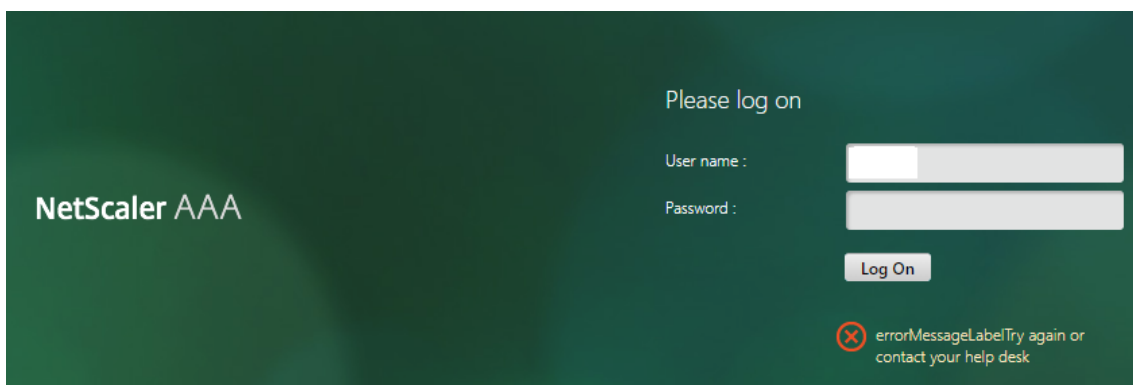 Please log on
User name :
NetScaler AAA
Password :
Log On
errorMessageLabelTry again or
contact your help desk